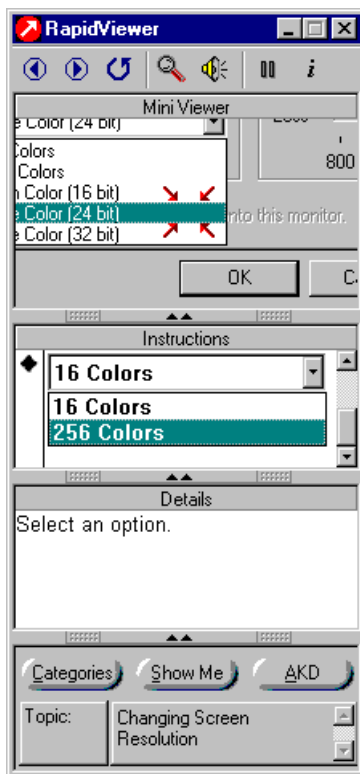 RapidViewer
Mini Viewer
e Color (24 bit)
Colors
Colors
Color (16 bit)
e Color (24 bit)
nto this monitor.
e Color (32 bit)
800
OK
C
Instructions
16 Colors
16 Colors
256 Colors
Details
Select an option.
Categories
Show Me
AKD
Topic:
Changing Screen
Resolution